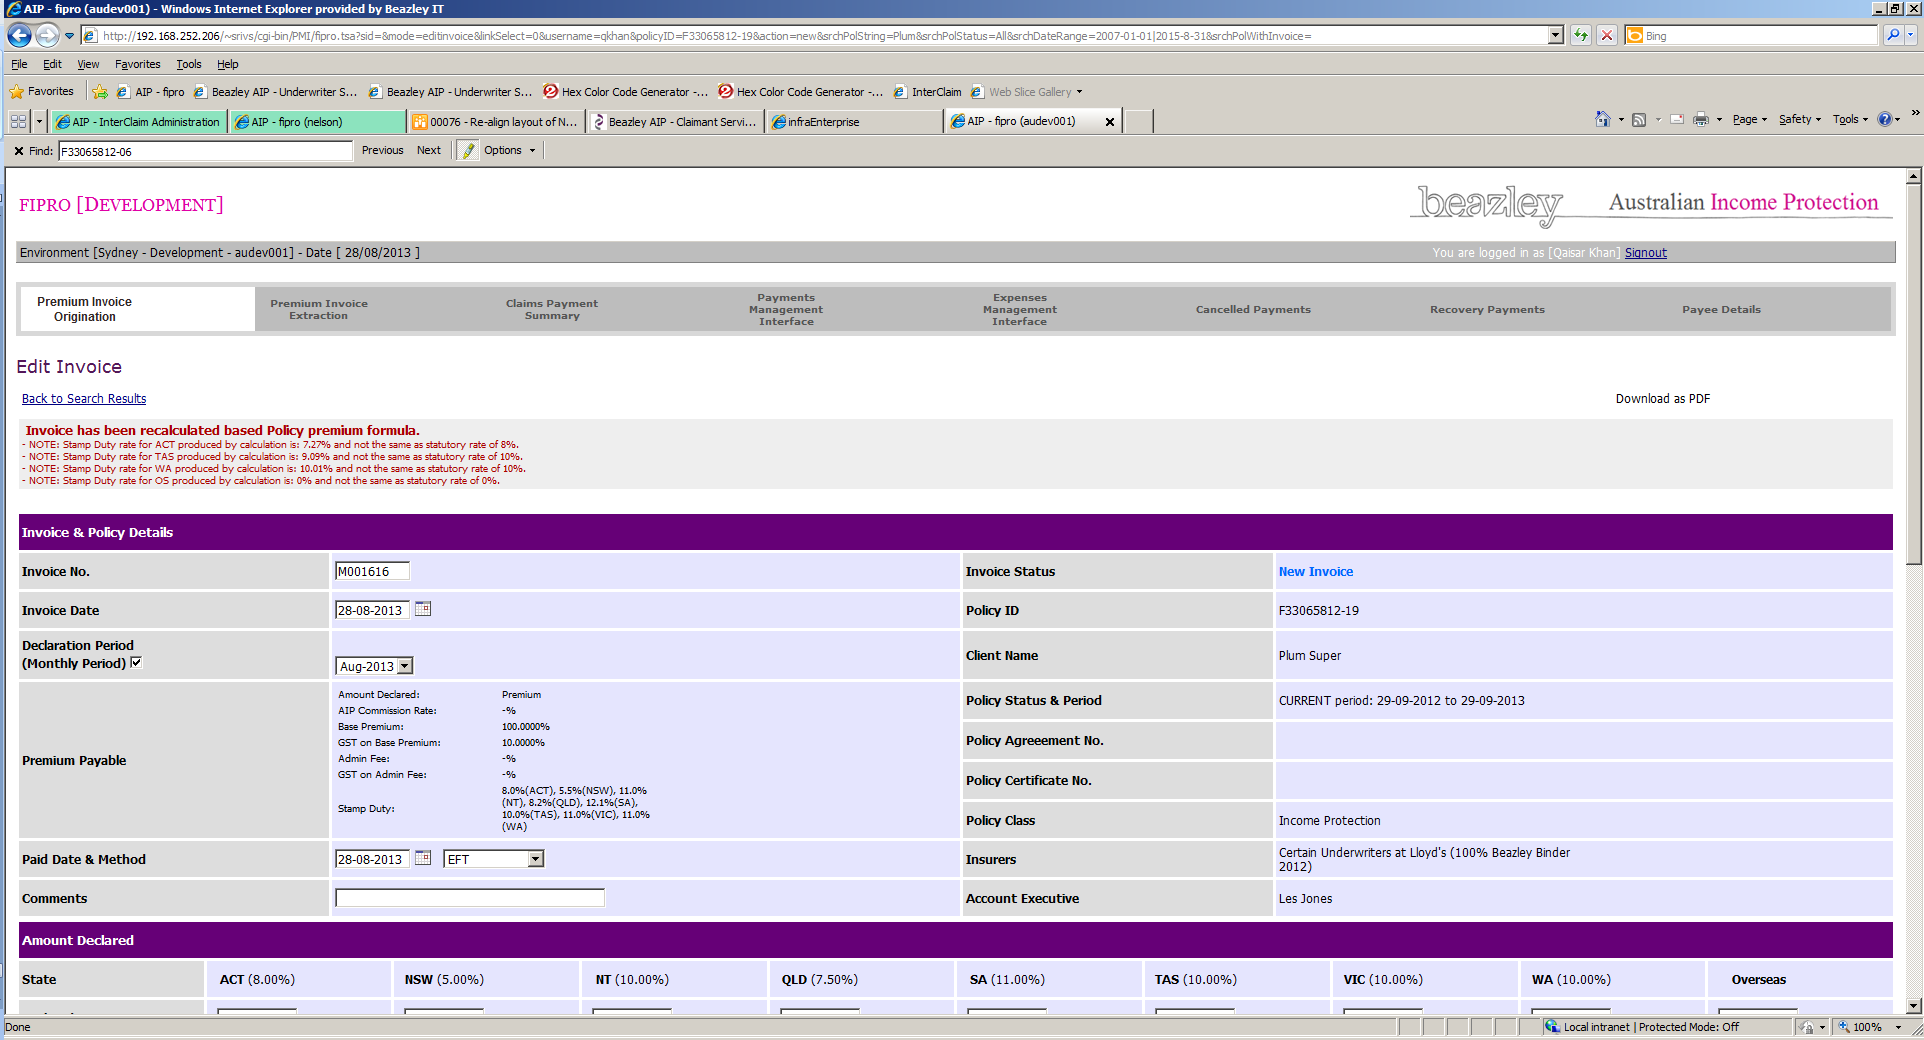 AIP - fipro (audev001) - Windows Internet Explorer provided by Beazley IT
http://192.168.252.206/~srivs/cgi-bin/PMI/fipro.tsa?sid=&mode=editinvoice&linkSelect=0&username=qkhan&policyID=F33065812-19&action=new&srchPolString=Plum&srchPolStatus=All&srchDateRange=2007-01-01|2015-8-31&srchPolWithInvoice=
Bing
File Edit View Favorites Tools Help
Favorites AIP - fipro Beazley AIP - Underwriter S... Beazley AIP - Underwriter S... Hex Color Code Generator -... Hex Color Code Generator -... InterClaim Web Slice Gallery
AIP - InterClaim Administration AIP - fipro (nelson) 00076 - Re-align layout of N... Beazley AIP - Claimant Servi... infraEnterprise AIP - fipro (audev001) Page Safety Tools
Find: F33065812-06 Previous Next Options
FIPRO [DEVELOPMENT]
beazley Australian Income Protection
Environment [Sydney - Development - audev001] - Date [ 28/08/2013 ] You are logged in as [Qaisar Khan] Signout
Premium Invoice Origination
Premium Invoice Extraction
Claims Payment Summary
Payments Management Interface
Expenses Management Interface
Cancelled Payments
Recovery Payments
Payee Details
Edit Invoice
Back to Search Results Download as PDF
Invoice has been recalculated based Policy premium formula.
- NOTE: Stamp Duty rate for ACT produced by calculation is: 7.27% and not the same as statutory rate of 8%.
- NOTE: Stamp Duty rate for TAS produced by calculation is: 9.09% and not the same as statutory rate of 10%.
- NOTE: Stamp Duty rate for WA produced by calculation is: 10.01% and not the same as statutory rate of 10%.
- NOTE: Stamp Duty rate for OS produced by calculation is: 0% and not the same as statutory rate of 0%.
Invoice & Policy Details
Invoice No. M001616 Invoice Status New Invoice
Invoice Date 28-08-2013 Policy ID F33065812-19
Declaration Period
(Monthly Period) Aug-2013 Client Name Plum Super
Premium Payable
Amount Declared: Premium
AIP Commission Rate: -%
Base Premium: 100.0000%
GST on Base Premium: 10.0000%
Admin Fee: -%
GST on Admin Fee: -%
Stamp Duty: 8.0%(ACT), 5.5%(NSW), 11.0%
(NT), 8.2%(QLD), 12.1%(SA),
10.0%(TAS), 11.0%(VIC), 11.0%
(WA)
Policy Status & Period CURRENT period: 29-09-2012 to 29-09-2013
Policy Agreeement No.
Policy Certificate No.
Policy Class Income Protection
Paid Date & Method 28-08-2013 EFT Insurers Certain Underwriters at Lloyd's (100% Beazley Binder
2012)
Comments Account Executive Les Jones
Amount Declared
State ACT (8.00%) NSW (5.00%) NT (10.00%) QLD (7.50%) SA (11.00%) TAS (10.00%) VIC (10.00%) WA (10.00%) Overseas
Done Local intranet | Protected Mode: Off 100%